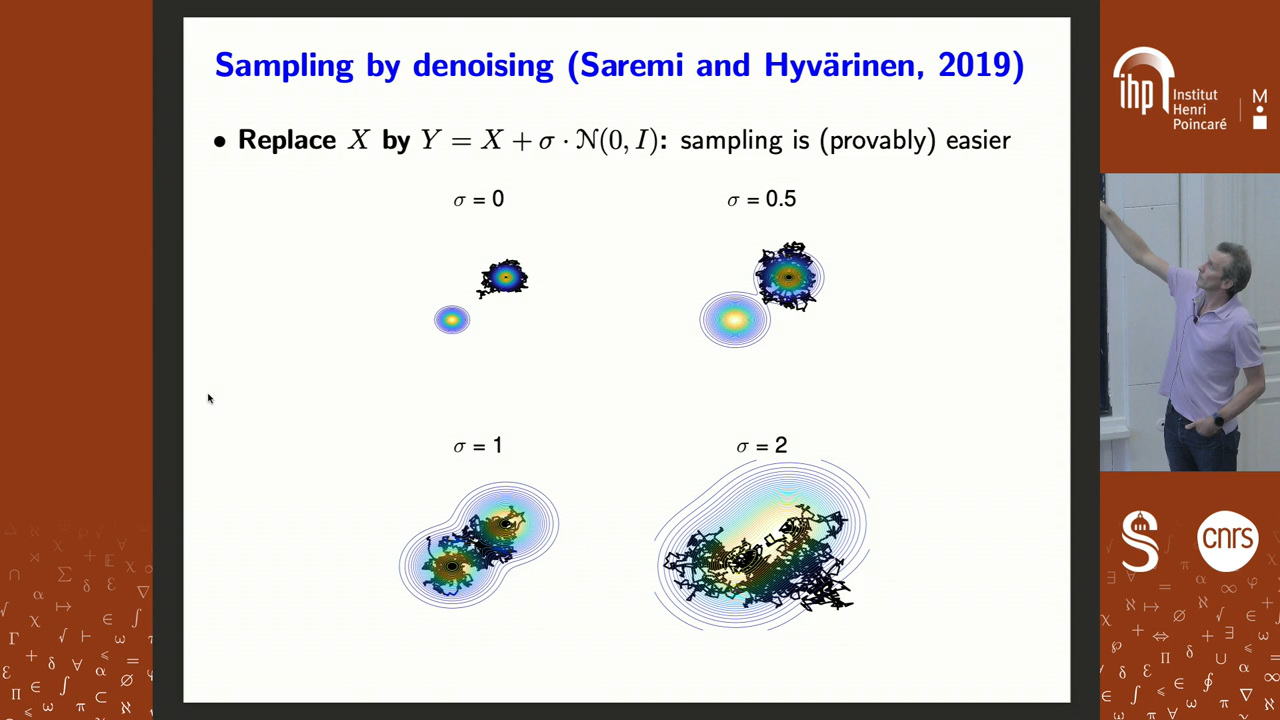 Sampling by denoising (Saremi and Hyvärinen, 2019)
• Replace X by Y = X + σ · N(0, I): sampling is (provably) easier
σ = 0
σ = 0.5
σ = 1
σ = 2
ihp
Institut
Henri
Poincaré
M
S
cnrs